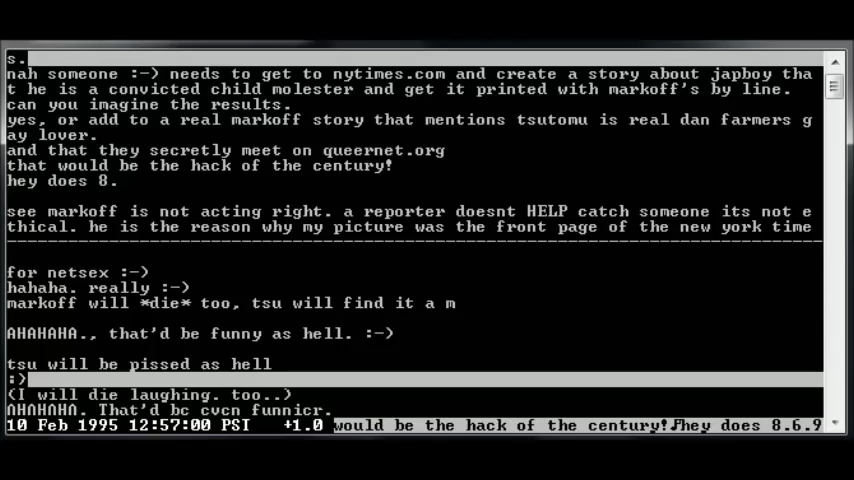 s.
nah someone :-) needs to get to nytimes.com and create a story about japboy tha
t he is a convicted child molester and get it printed with markoff's by line.
can you imagine the results.
yes, or add to a real markoff story that mentions tsutomu is real dan farmers g
ay lover.
and that they secretly meet on queernet.org
that would be the hack of the century!
hey does 8.
see markoff is not acting right. a reporter doesnt HELP catch someone its not e
thical. he is the reason why my picture was the front page of the new york time
--------------------------------------------------------------------------------
for netsex :-)
hahaha. really :-)
markoff will *die* too, tsu will find it a m
AHAHAHA., that'd be funny as hell. :-)
tsu will be pissed as hell
:)
(I will die laughing. too..)
AHAHAHA. That'd be even funnier.
10 Feb 1995 12:57:00 PSI +1.0 would be the hack of the century!♪hey does 8.6.9